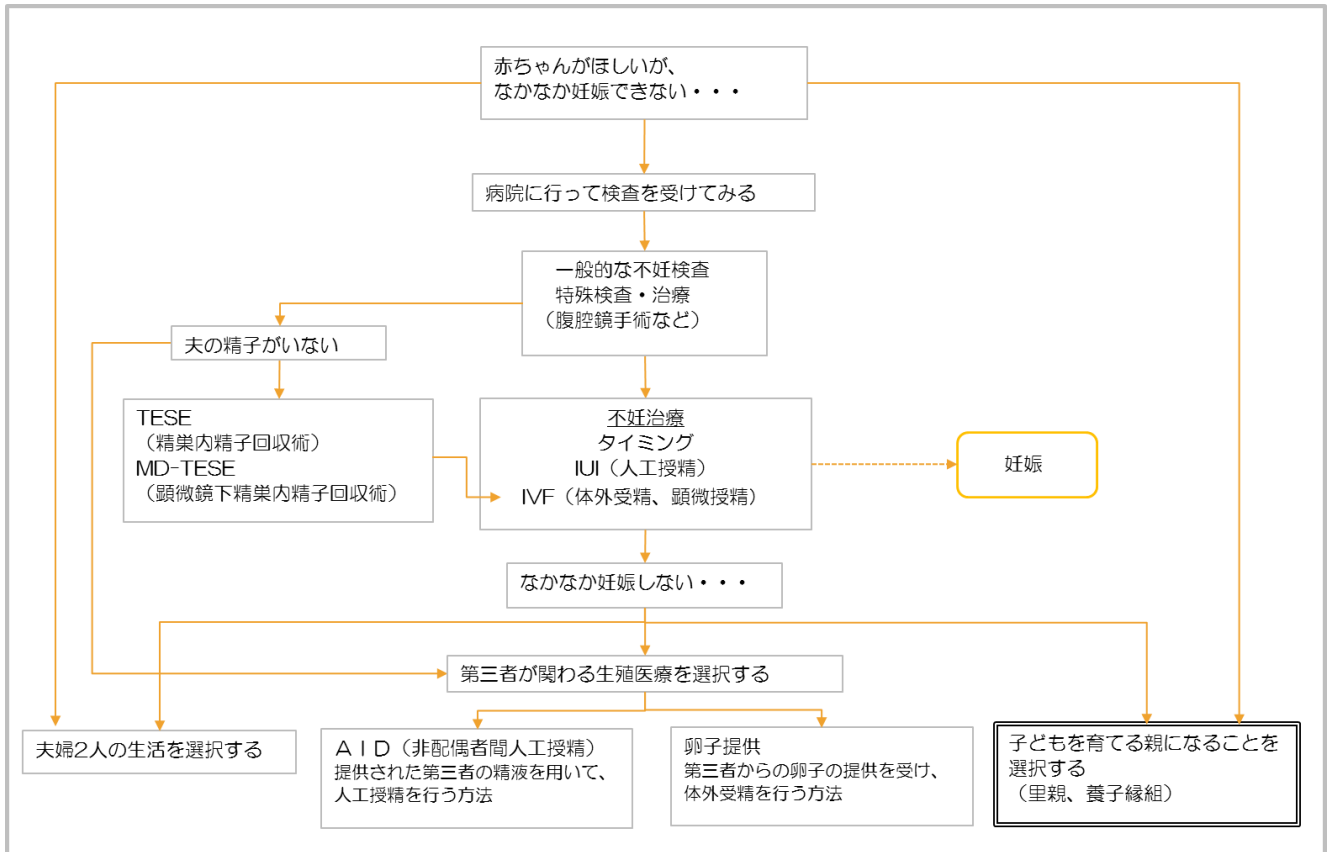 赤ちゃんがほしいが、
なかなか妊娠できない・・・
病院に行って検査を受けてみる
一般的な不妊検査
特殊検査・治療
（腹腔鏡手術など）
夫の精子がいない
TESE
（精巣内精子回収術）
MD-TESE
（顕微鏡下精巣内精子回収術）
不妊治療
タイミング
IUI（人工授精）
IVF（体外受精、顕微授精）
妊娠
なかなか妊娠しない・・・
第三者が関わる生殖医療を選択する
夫婦2人の生活を選択する
ＡＩＤ（非配偶者間人工授精）
提供された第三者の精液を用いて、
人工授精を行う方法
卵子提供
第三者からの卵子の提供を受け、
体外受精を行う方法
子どもを育てる親になることを
選択する
（里親、養子縁組）